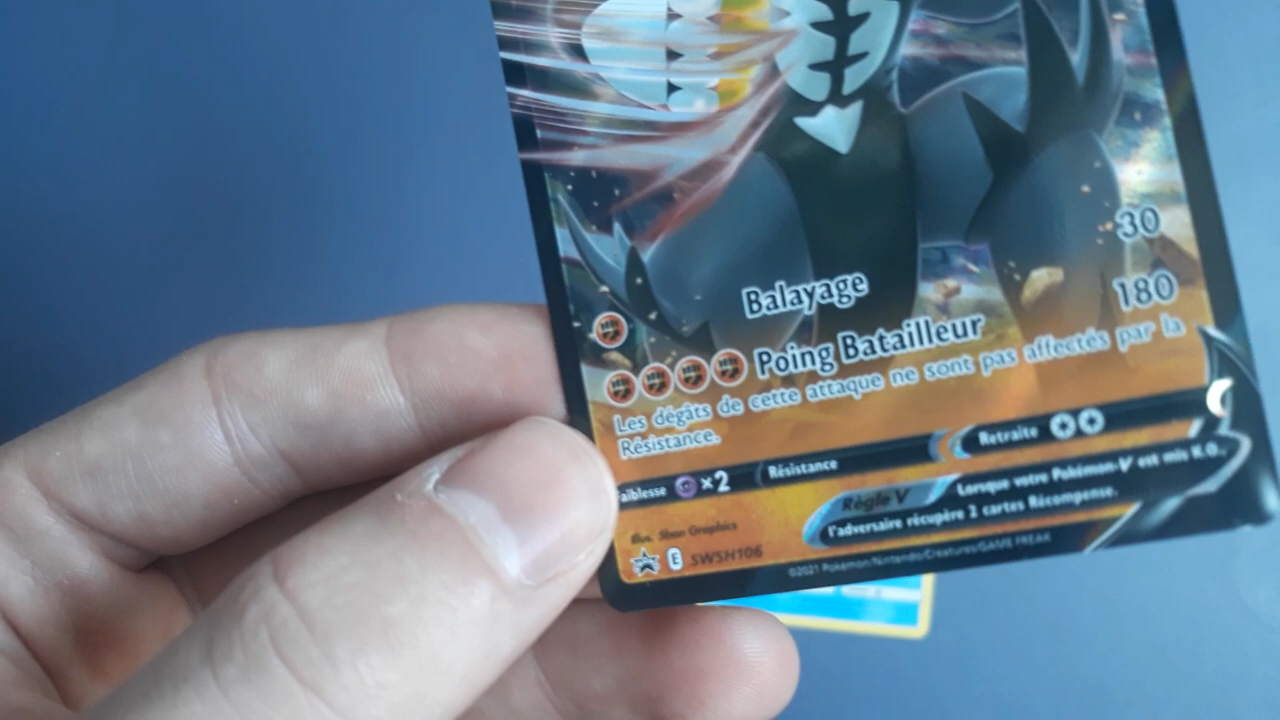 30
Balayage
180
Poing Batailleur
Les dégâts de cette attaque ne sont pas affectés par la
Résistance.
aiblesse ×2 Résistance Retraite
Règle V Lorsque votre Pokémon-V est mis K.O.,
l'adversaire récupère 2 cartes Récompense.
Illus. 5ban Graphics
E SWSH106
©2021 Pokémon/Nintendo/Creatures/GAME FREAK